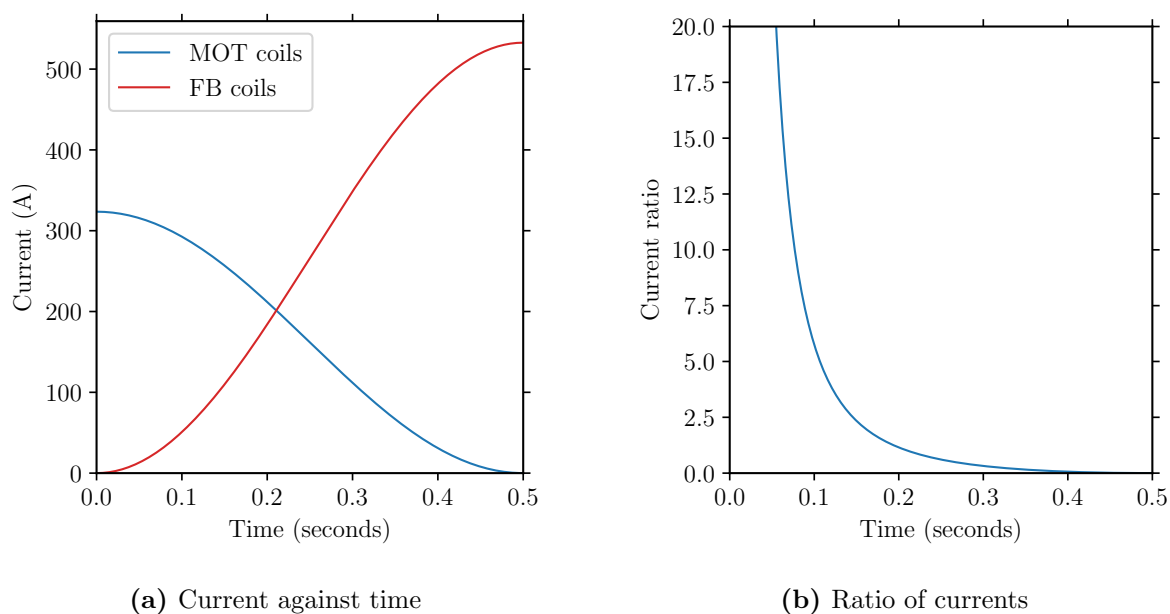 MOT coils
FB coils
500
400
300
200
100
0
Current (A)
0.0 0.1 0.2 0.3 0.4 0.5
Time (seconds)
(a) Current against time
20.0
17.5
15.0
12.5
10.0
7.5
5.0
2.5
0.0
Current ratio
0.0 0.1 0.2 0.3 0.4 0.5
Time (seconds)
(b) Ratio of currents